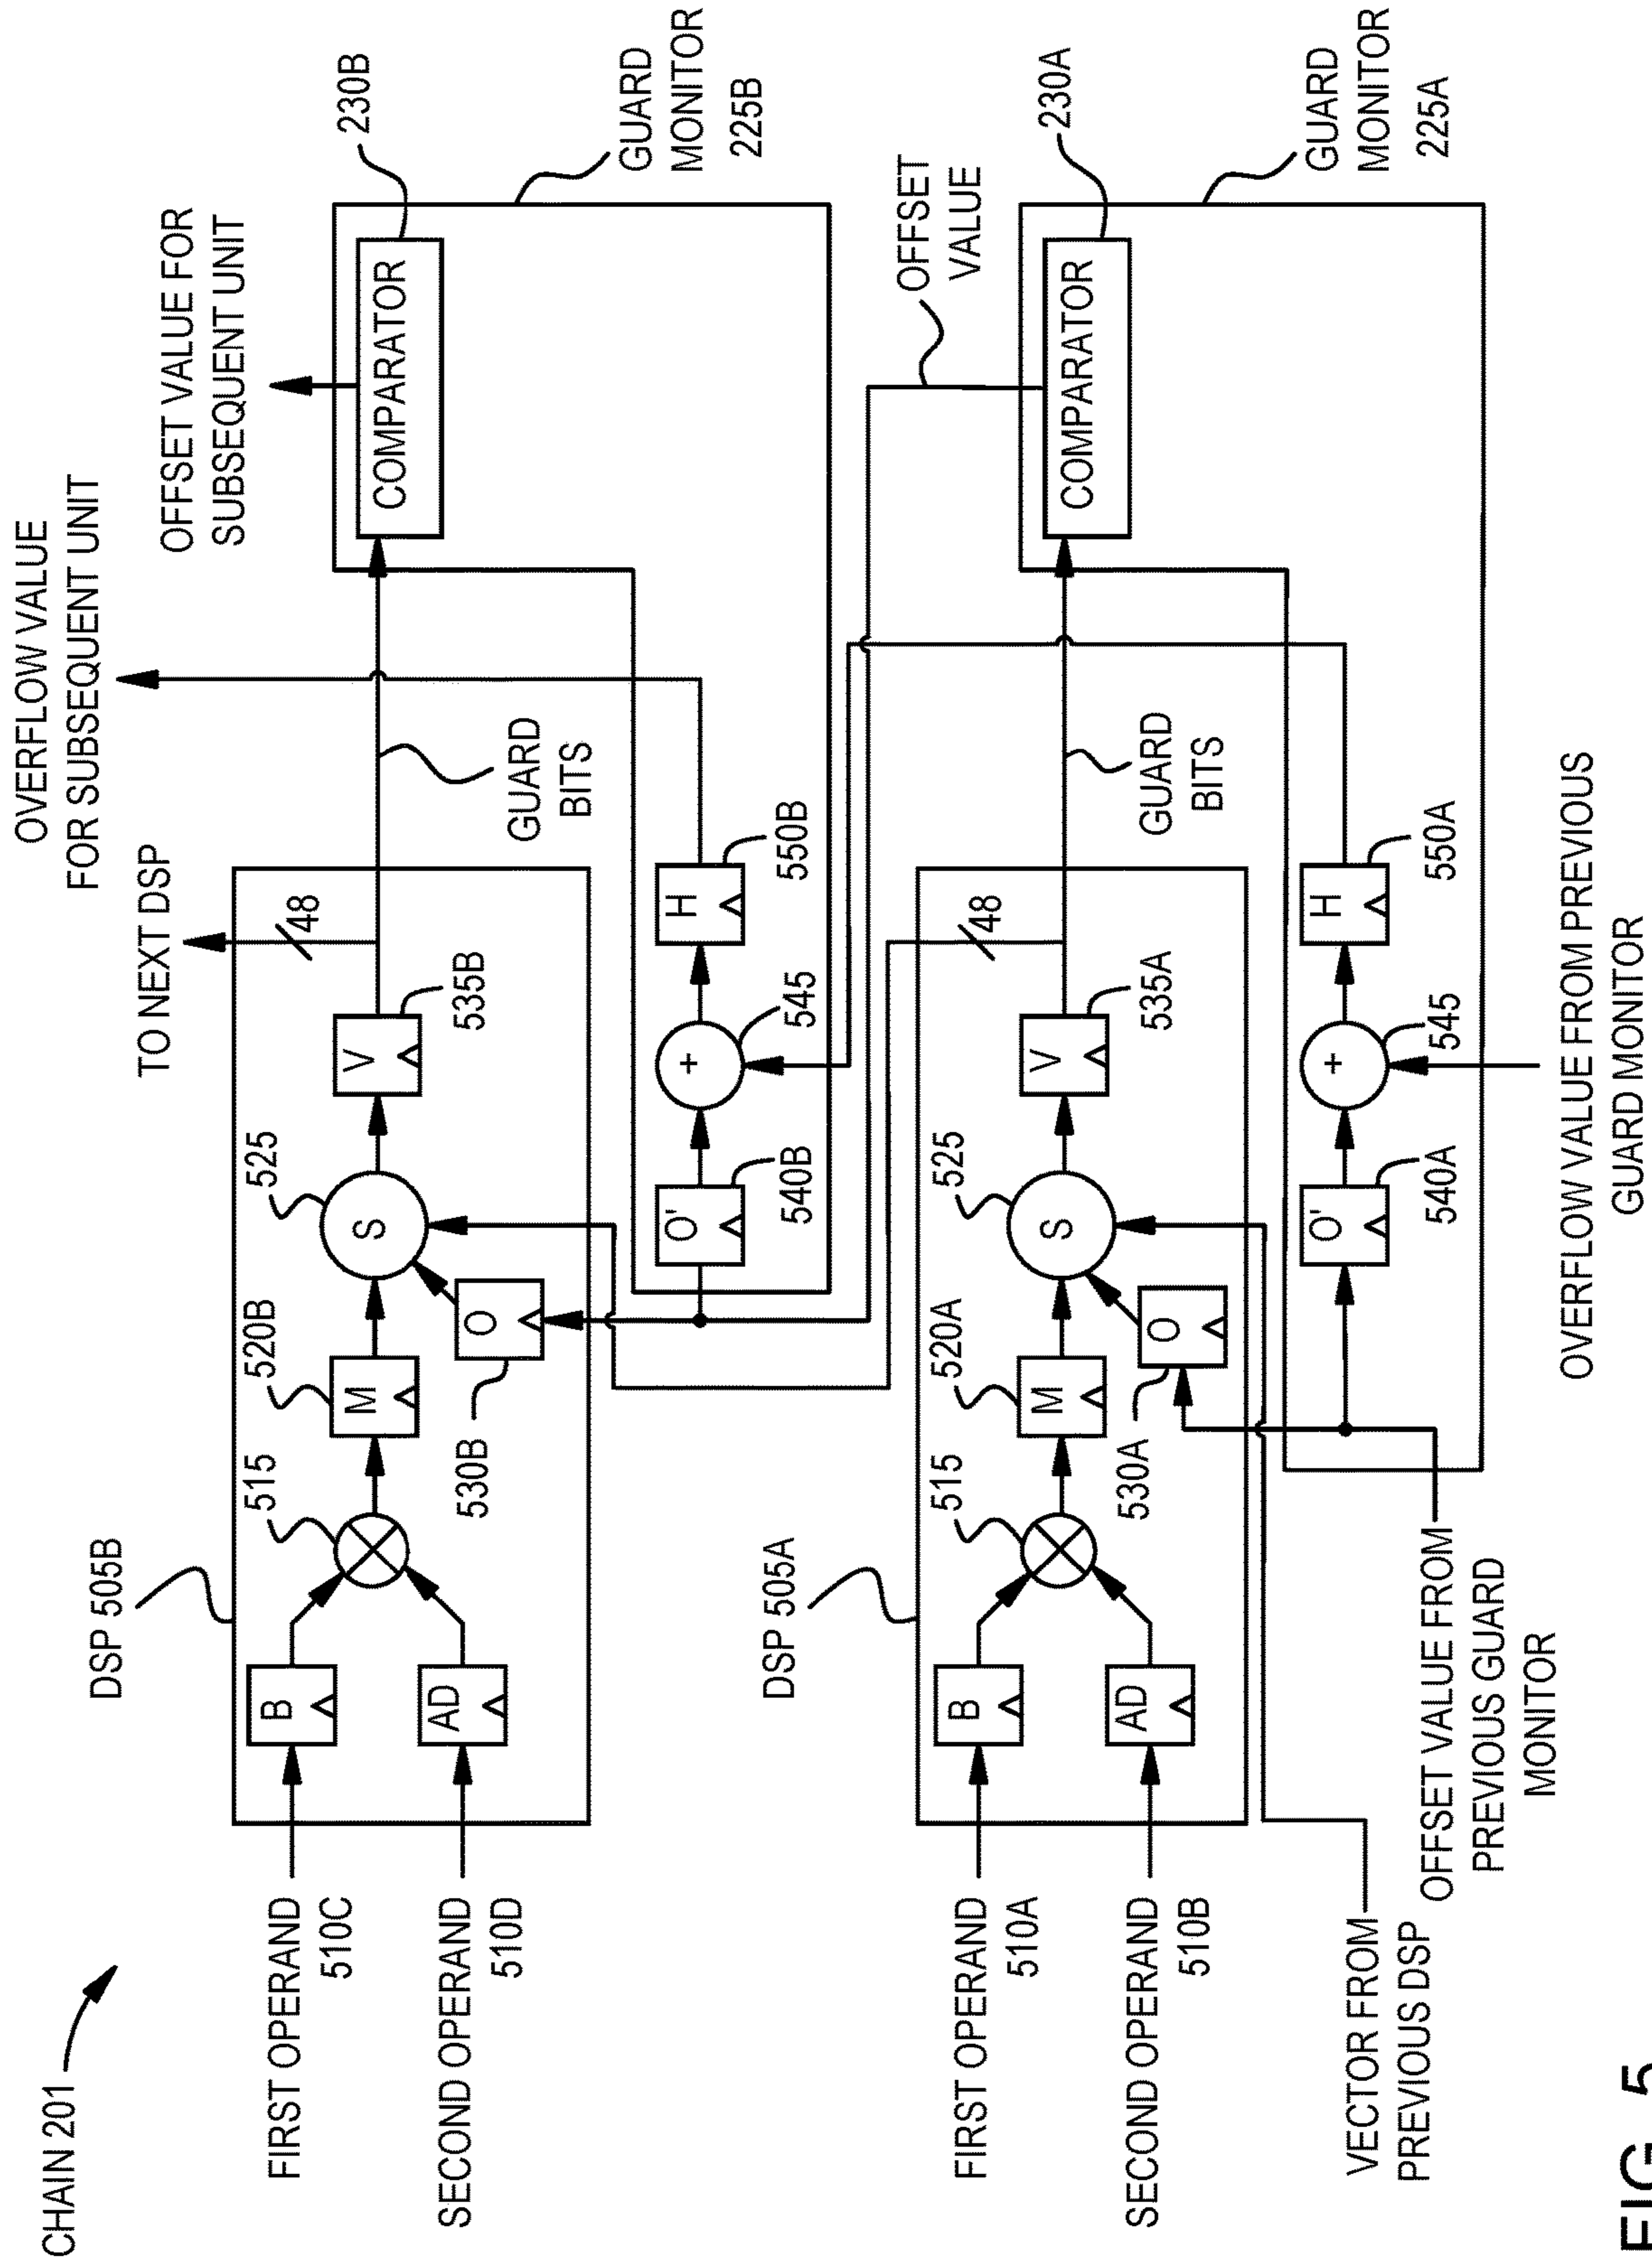 CHAIN 201
OVERFLOW VALUE
FOR SUBSEQUENT UNIT
OFFSET VALUE FOR
SUBSEQUENT UNIT
TO NEXT DSP
DSP 505B
FIRST OPERAND
510C
SECOND OPERAND
510D
B
AD
515
M
520B
S
525
O
530B
V
535B
48
GUARD
BITS
COMPARATOR
230B
GUARD
MONITOR
225B
O'
540B
+
545
H
550B
OFFSET
VALUE
DSP 505A
FIRST OPERAND
510A
SECOND OPERAND
510B
B
AD
515
M
520A
S
525
O
530A
V
535A
48
GUARD
BITS
COMPARATOR
230A
GUARD
MONITOR
225A
O'
540A
+
545
H
550A
VECTOR FROM
PREVIOUS DSP
OFFSET VALUE FROM
PREVIOUS GUARD
MONITOR
OVERFLOW VALUE FROM PREVIOUS
GUARD MONITOR
FIG. 5